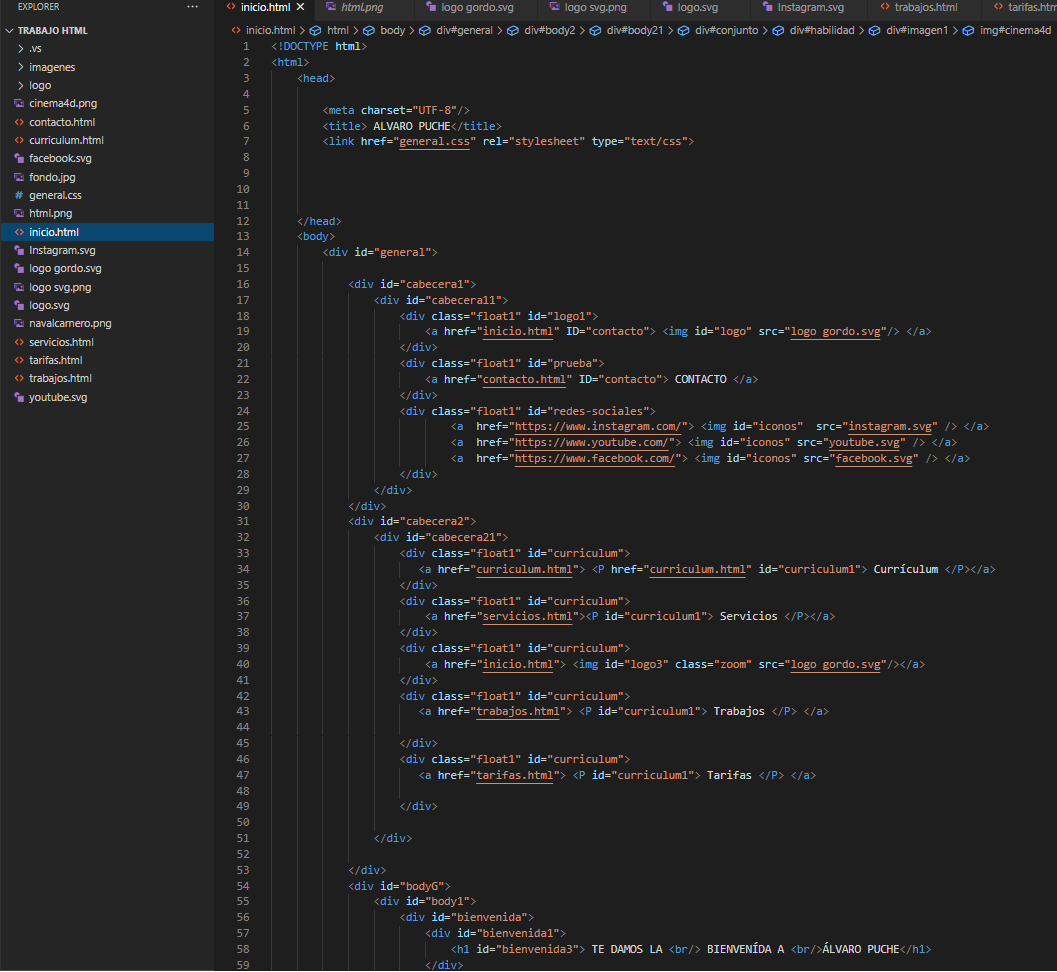 EXPLORER ···
TRABAJO HTML
.vs
imagenes
logo
cinema4d.png
contacto.html
curriculum.html
facebook.svg
fondo.jpg
# general.css
html.png
inicio.html
Instagram.svg
logo gordo.svg
logo svg.png
logo.svg
navalcarnero.png
servicios.html
tarifas.html
trabajos.html
youtube.svg
inicio.html × html.png logo gordo.svg logo svg.png logo.svg Instagram.svg trabajos.html tarifas.htm
inicio.html > html > body > div#general > div#body2 > div#body21 > div#conjunto > div#habilidad > div#imagen1 > img#cinema4d
1 <!DOCTYPE html>
2 <html>
3 <head>
4
5 <meta charset="UTF-8"/>
6 <title> ALVARO PUCHE</title>
7 <link href="general.css" rel="stylesheet" type="text/css">
8
9
10
11
12 </head>
13 <body>
14 <div id="general">
15
16 <div id="cabecera1">
17 <div id="cabecera11">
18 <div class="float1" id="logo1">
19 <a href="inicio.html" ID="contacto"> <img id="logo" src="logo gordo.svg"/> </a>
20 </div>
21 <div class="float1" id="prueba">
22 <a href="contacto.html" ID="contacto"> CONTACTO </a>
23 </div>
24 <div class="float1" id="redes-sociales">
25 <a  href="https://www.instagram.com/"> <img id="iconos"  src="instagram.svg" /> </a>
26 <a  href="https://www.youtube.com/"> <img id="iconos" src="youtube.svg" /> </a>
27 <a  href="https://www.facebook.com/"> <img id="iconos" src="facebook.svg" /> </a>
28 </div>
29 </div>
30 </div>
31 <div id="cabecera2">
32 <div id="cabecera21">
33 <div class="float1" id="curriculum">
34 <a href="curriculum.html"> <P href="curriculum.html" id="curriculum1"> Currículum </P></a>
35 </div>
36 <div class="float1" id="curriculum">
37 <a href="servicios.html"><P id="curriculum1"> Servicios </P></a>
38 </div>
39 <div class="float1" id="curriculum">
40 <a href="inicio.html"> <img id="logo3" class="zoom" src="logo gordo.svg"/></a>
41 </div>
42 <div class="float1" id="curriculum">
43 <a href="trabajos.html"> <P id="curriculum1"> Trabajos </P> </a>
44
45 </div>
46 <div class="float1" id="curriculum">
47 <a href="tarifas.html"> <P id="curriculum1"> Tarifas </P> </a>
48
49 </div>
50
51 </div>
52
53 </div>
54 <div id="bodyG">
55 <div id="body1">
56 <div id="bienvenida">
57 <div id="bienvenida1">
58 <h1 id="bienvenida3"> TE DAMOS LA <br/> BIENVENÍDA A <br/>ÁLVARO PUCHE</h1>
59 </div>